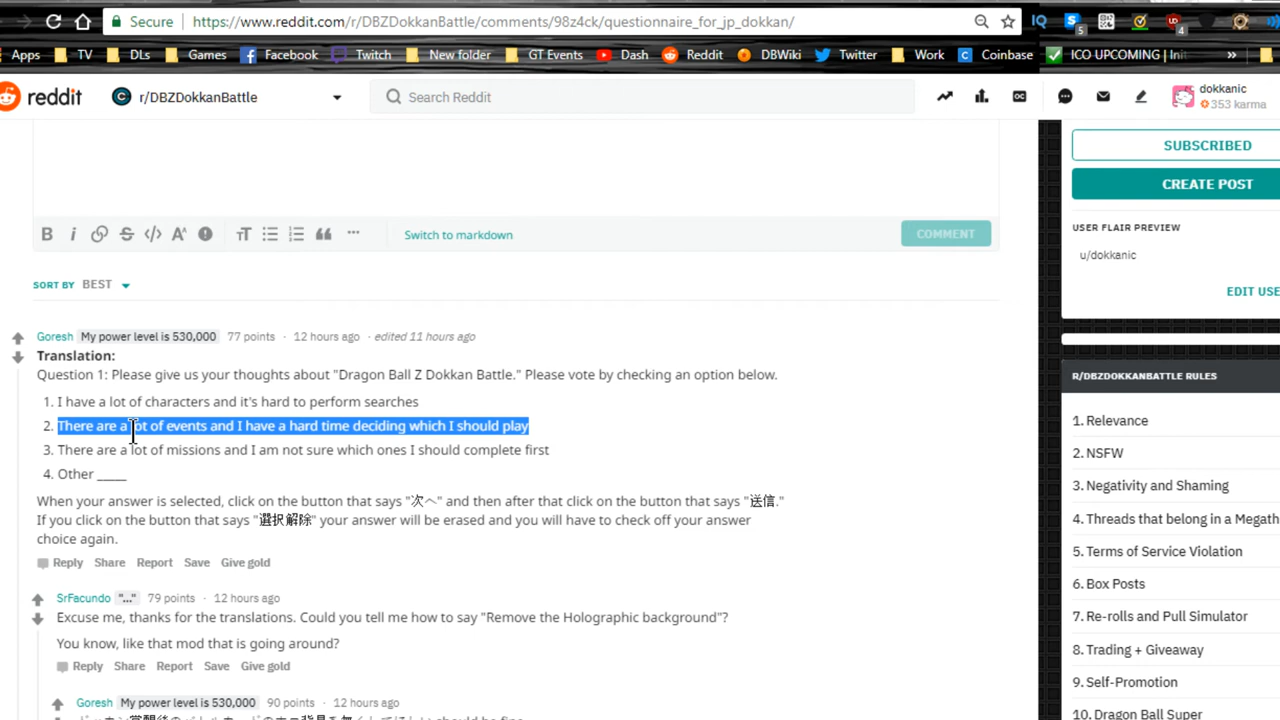 Secure https://www.reddit.com/r/DBZDokkanBattle/comments/98z4ck/questionnaire_for_jp_dokkan/
IQ 5 4
Apps TV DLs Games Facebook Twitch New folder GT Events Dash Reddit DBWiki Twitter Work Coinbase ICO UPCOMING | Init »
reddit r/DBZDokkanBattle Search Reddit dokkanic
353 karma
SUBSCRIBED
CREATE POST
USER FLAIR PREVIEW
u/dokkanic
EDIT USE
B i Switch to markdown COMMENT
SORT BY BEST
Goresh My power level is 530,000 77 points · 12 hours ago · edited 11 hours ago
Translation:
Question 1: Please give us your thoughts about "Dragon Ball Z Dokkan Battle." Please vote by checking an option below.
1. I have a lot of characters and it's hard to perform searches
2. There are a lot of events and I have a hard time deciding which I should play
3. There are a lot of missions and I am not sure which ones I should complete first
4. Other _____
When your answer is selected, click on the button that says "次へ" and then after that click on the button that says "送信."
If you click on the button that says "選択解除" your answer will be erased and you will have to check off your answer
choice again.
Reply Share Report Save Give gold
SrFacundo "..." 79 points · 12 hours ago
Excuse me, thanks for the translations. Could you tell me how to say "Remove the Holographic background"?
You know, like that mod that is going around?
Reply Share Report Save Give gold
Goresh My power level is 530,000 90 points · 12 hours ago
R/DBZDOKKANBATTLE RULES
1. Relevance
2. NSFW
3. Negativity and Shaming
4. Threads that belong in a Megath
5. Terms of Service Violation
6. Box Posts
7. Re-rolls and Pull Simulator
8. Trading + Giveaway
9. Self-Promotion
10. Dragon Ball Super